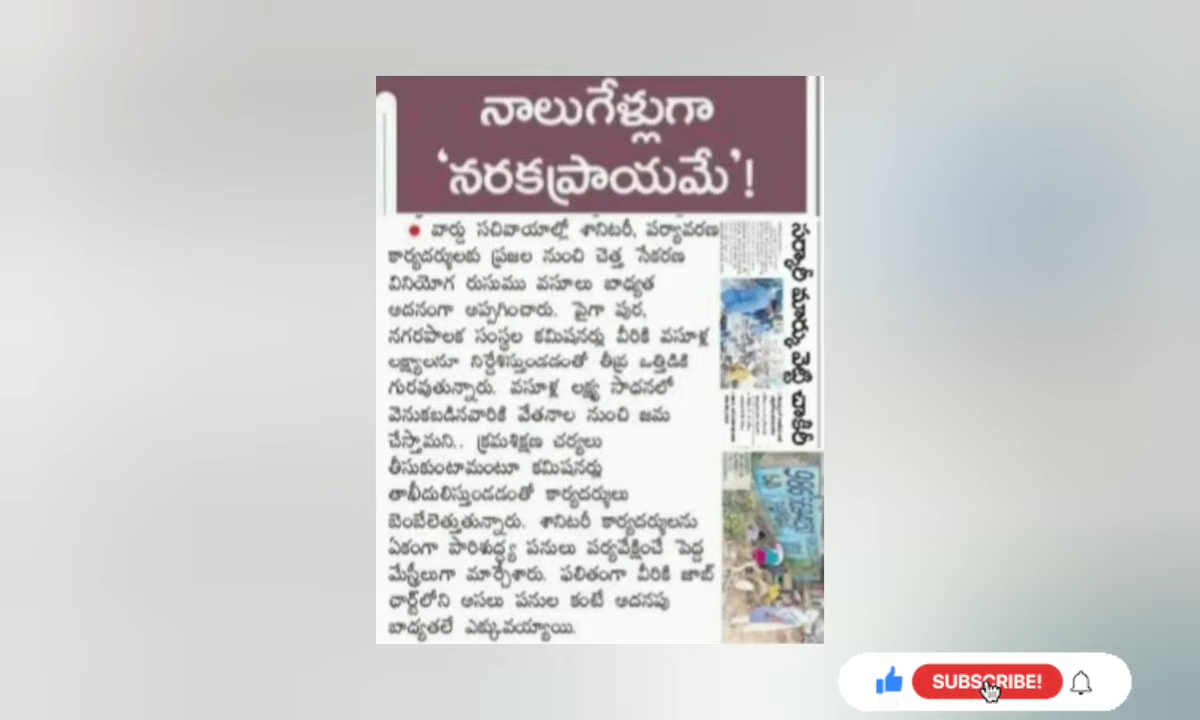 నాలుగేళ్లుగా
‘నరకప్రాయమే’!
• వార్డు సచివాయాల్లో శానిటరీ, పర్యావరణ
కార్యదర్శులకు ప్రజల నుంచి చెత్త సేకరణ
వినియోగ రుసుము వసూలు బాధ్యత
అదనంగా అప్పగించారు. పైగా పుర,
నగరపాలక సంస్థల కమిషనర్లు వీరికి వసూళ్ల
లక్ష్యాలనూ నిర్దేశిస్తుండడంతో తీవ్ర ఒత్తిడికి
గురవుతున్నారు. వసూళ్ల లక్ష్య సాధనలో
వెనుకబడినవారికి వేతనాల నుంచి జమ
చేస్తామని.. క్రమశిక్షణ చర్యలు
తీసుకుంటామంటూ కమిషనర్లు
తాఖీదులిస్తుండడంతో కార్యదర్శులు
బెంబేలెత్తుతున్నారు. శానిటరీ కార్యదర్శులను
ఏకంగా పారిశుద్ధ్య పనులు పర్యవేక్షించే పెద్ద
మేస్త్రీలుగా మార్చేశారు. ఫలితంగా వీరికి జాబ్
చార్ట్‌లోని అసలు పనుల కంటే అదనపు
బాధ్యతలే ఎక్కువయ్యాయి.
సర్కార్ మార్కు వెట్టి చాకిరీ
SUBSCRIBE!